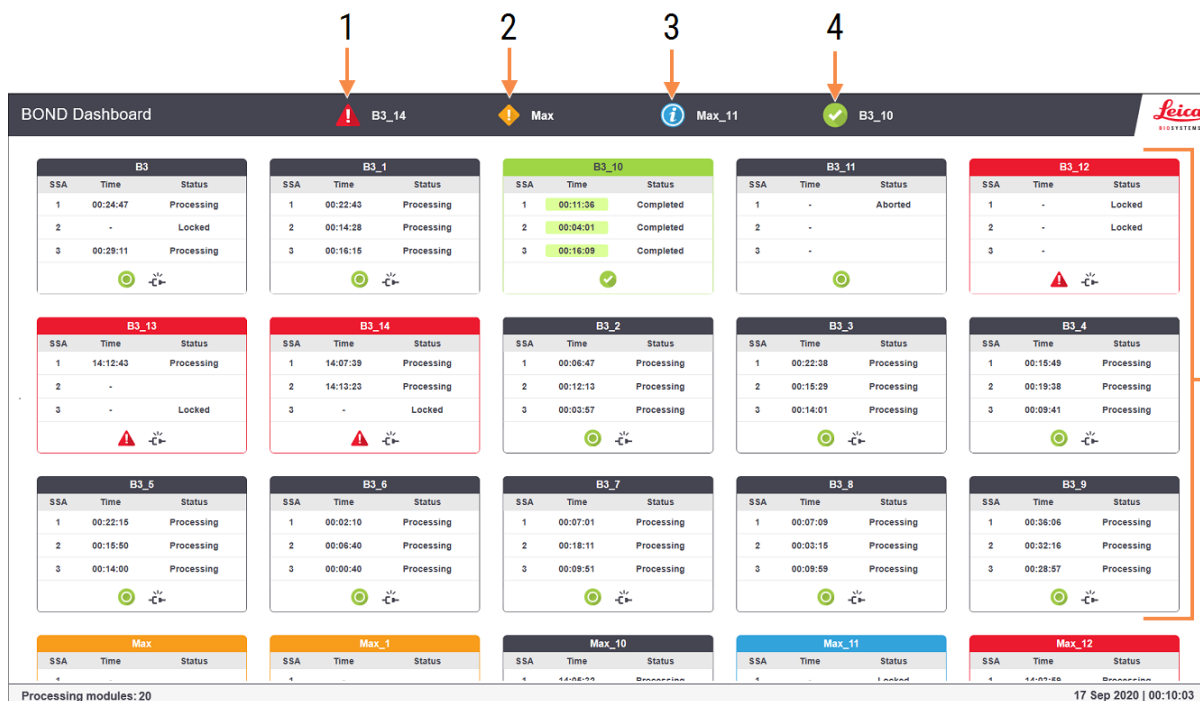 1 2 3 4
BOND Dashboard B3_14 Max Max_11 B3_10 Leica
BIOSYSTEMS
B3 B3_1 B3_10 B3_11 B3_12
SSA Time Status SSA Time Status SSA Time Status SSA Time Status SSA Time Status
1 00:24:47 Processing 1 00:22:43 Processing 1 00:11:36 Completed 1 - Aborted 1 - Locked
2 - Locked 2 00:14:28 Processing 2 00:04:01 Completed 2 - 2 - Locked
3 00:29:11 Processing 3 00:16:15 Processing 3 00:16:09 Completed 3 - 3 -
B3_13 B3_14 B3_2 B3_3 B3_4
SSA Time Status SSA Time Status SSA Time Status SSA Time Status SSA Time Status
1 14:12:43 Processing 1 14:07:39 Processing 1 00:06:47 Processing 1 00:22:38 Processing 1 00:15:49 Processing
2 - 2 14:13:23 Processing 2 00:12:13 Processing 2 00:15:29 Processing 2 00:19:38 Processing
3 - Locked 3 - Locked 3 00:03:57 Processing 3 00:14:01 Processing 3 00:09:41 Processing
B3_5 B3_6 B3_7 B3_8 B3_9
SSA Time Status SSA Time Status SSA Time Status SSA Time Status SSA Time Status
1 00:22:15 Processing 1 00:02:10 Processing 1 00:07:01 Processing 1 00:07:09 Processing 1 00:36:06 Processing
2 00:15:50 Processing 2 00:06:40 Processing 2 00:18:11 Processing 2 00:03:15 Processing 2 00:32:16 Processing
3 00:14:00 Processing 3 00:00:40 Processing 3 00:09:51 Processing 3 00:09:59 Processing 3 00:28:57 Processing
Max Max_1 Max_10 Max_11 Max_12
SSA Time Status SSA Time Status SSA Time Status SSA Time Status SSA Time Status
1 - 1 - 1 Processing 1 - Locked 1 Processing
Processing modules: 20 17 Sep 2020 | 00:10:03